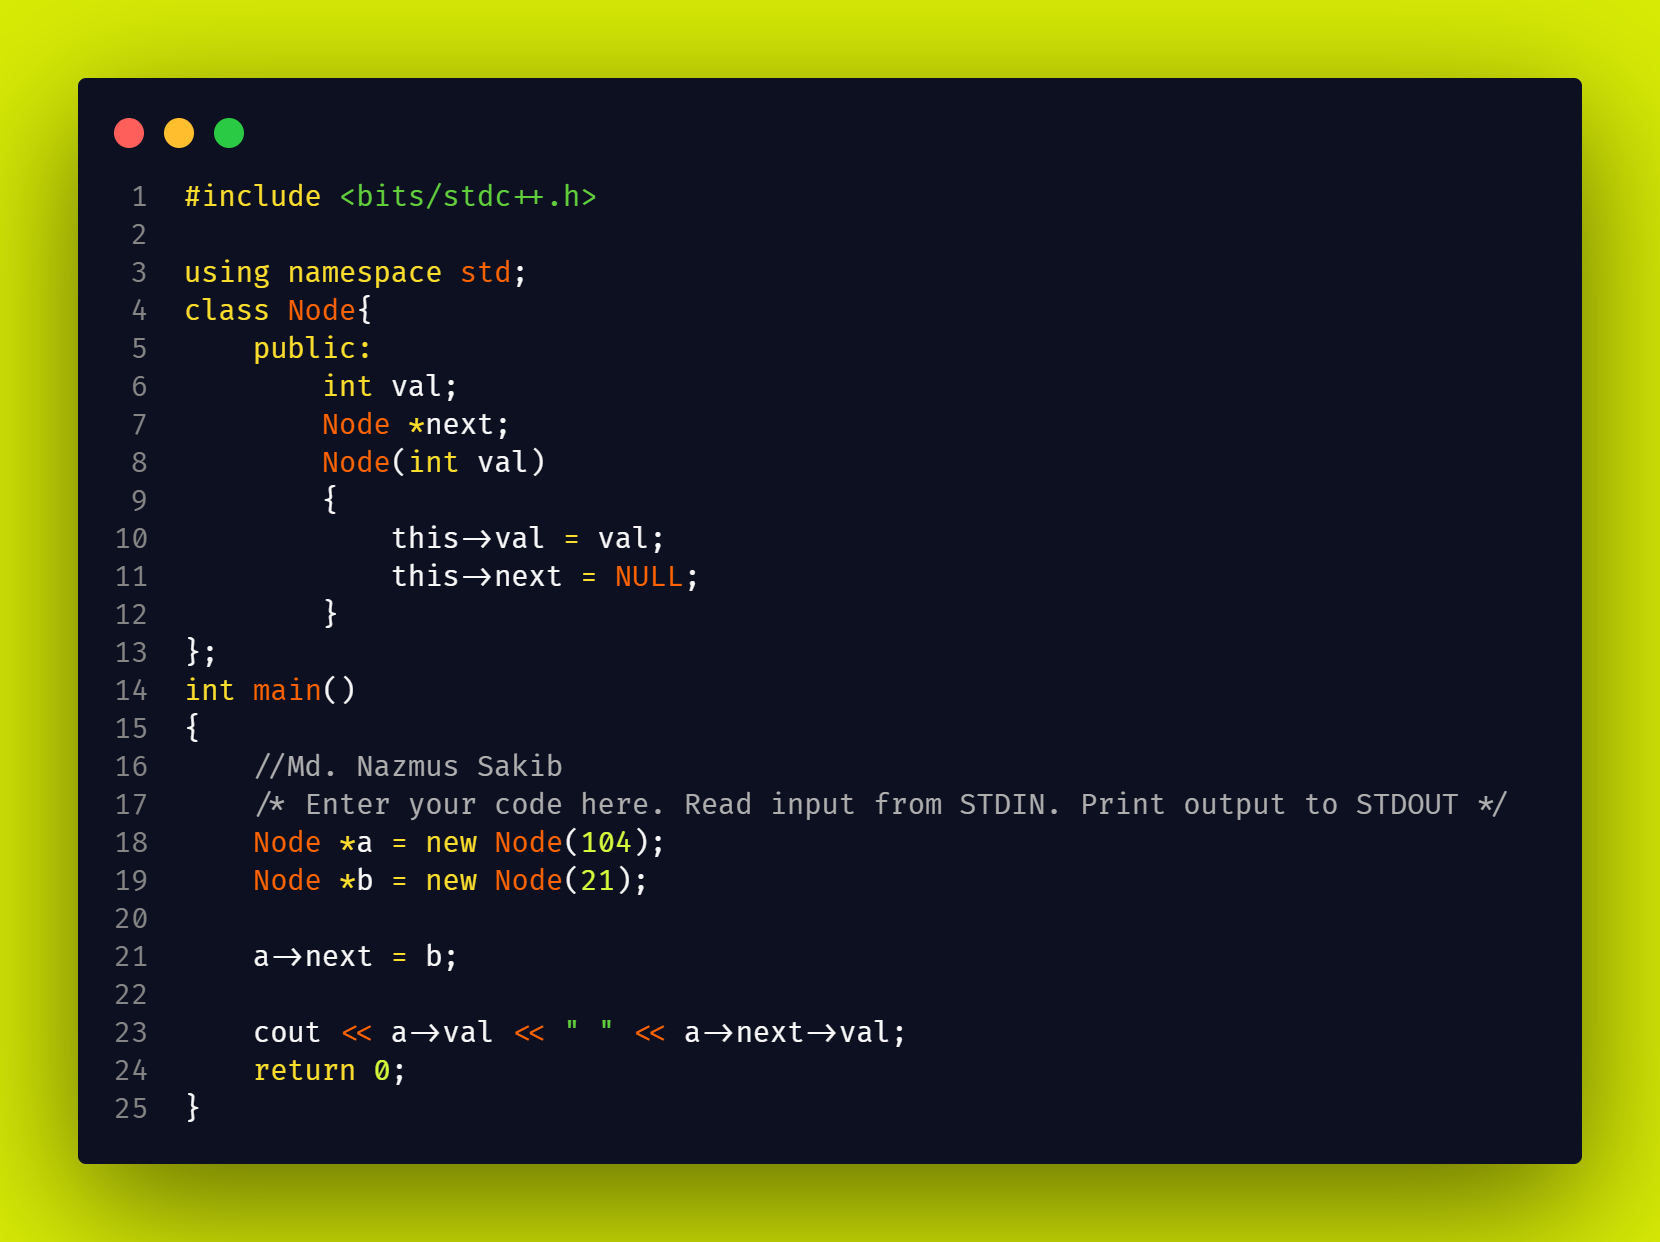 1 #include <bits/stdc++.h>
2
3 using namespace std;
4 class Node{
5     public:
6         int val;
7         Node *next;
8         Node(int val)
9         {
10             this->val = val;
11             this->next = NULL;
12         }
13 };
14 int main()
15 {
16     //Md. Nazmus Sakib
17     /* Enter your code here. Read input from STDIN. Print output to STDOUT */
18     Node *a = new Node(104);
19     Node *b = new Node(21);
20
21     a->next = b;
22
23     cout << a->val << " " << a->next->val;
24     return 0;
25 }